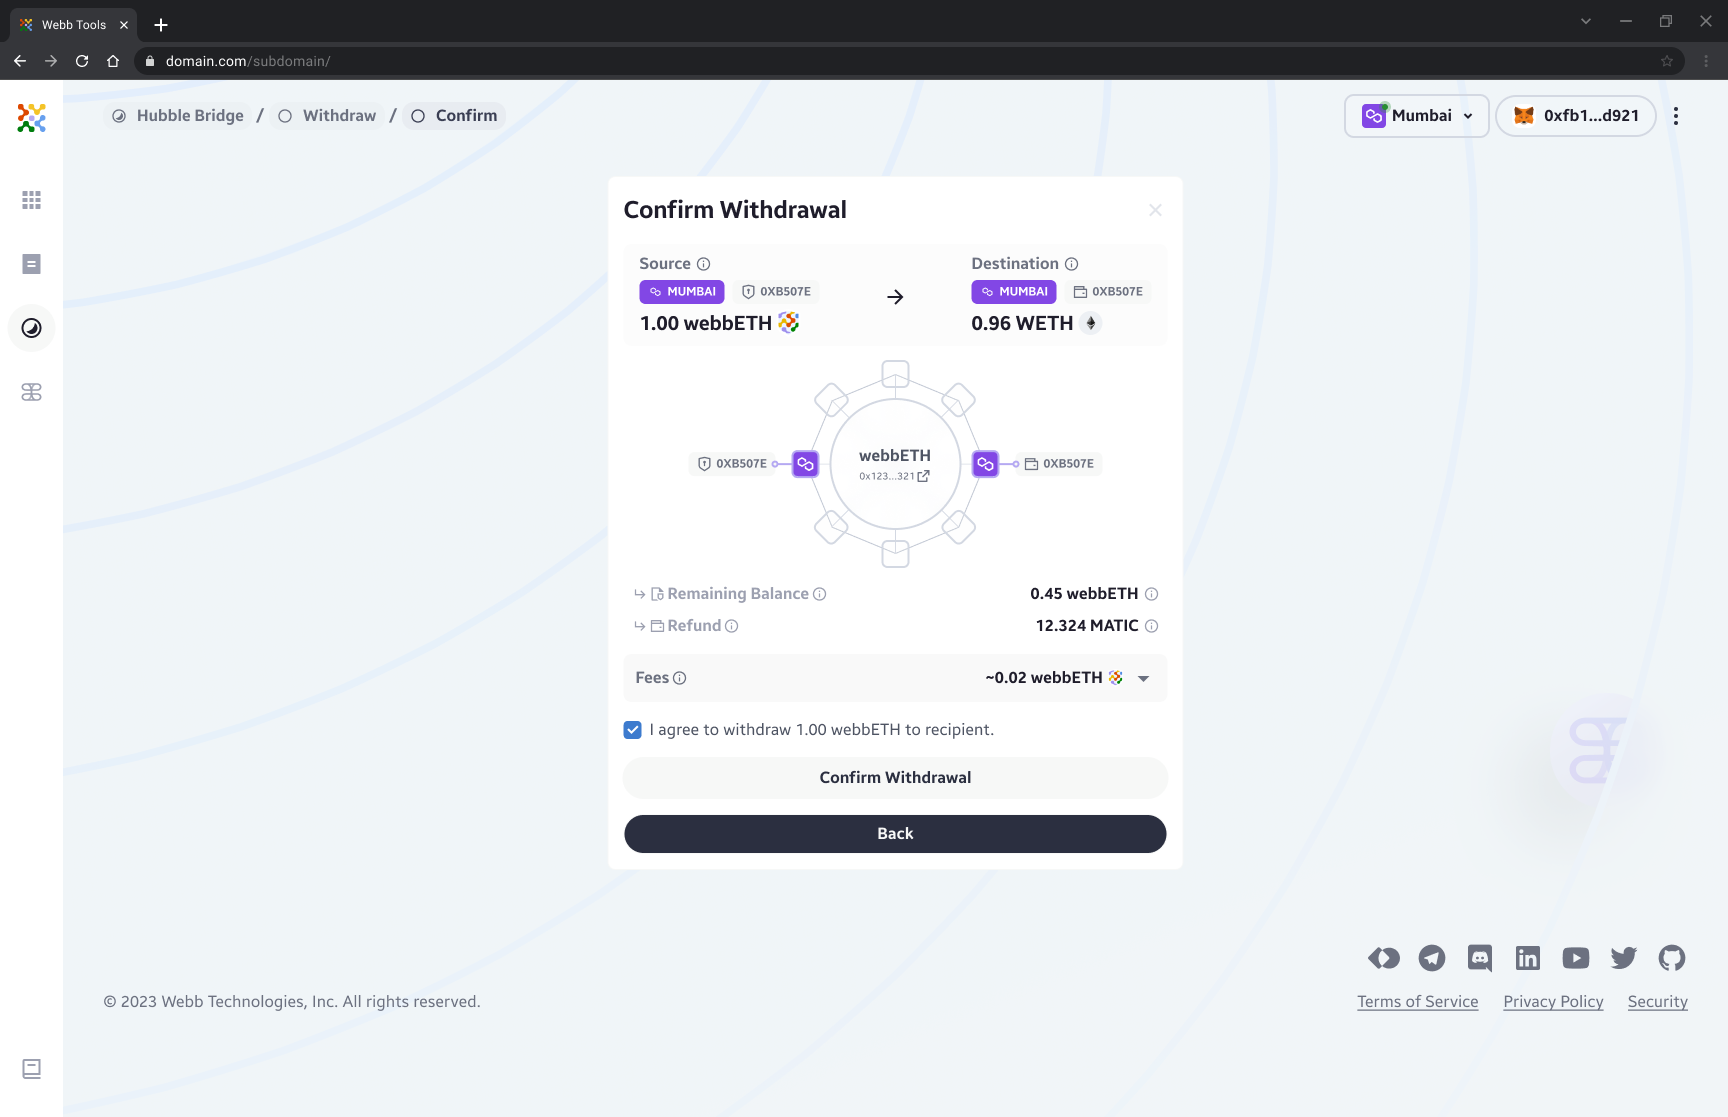 Webb Tools
domain.com/subdomain/
Hubble Bridge / Withdraw / Confirm
Mumbai
0xfb1...d921
Confirm Withdrawal
Source
Destination
MUMBAI 0XB507E
MUMBAI 0XB507E
1.00 webbETH
0.96 WETH
webbETH
0XB507E
0XB507E
0x123...321
Remaining Balance 0.45 webbETH
Refund 12.324 MATIC
Fees ~0.02 webbETH
I agree to withdraw 1.00 webbETH to recipient.
Confirm Withdrawal
Back
© 2023 Webb Technologies, Inc. All rights reserved.
Terms of Service Privacy Policy Security